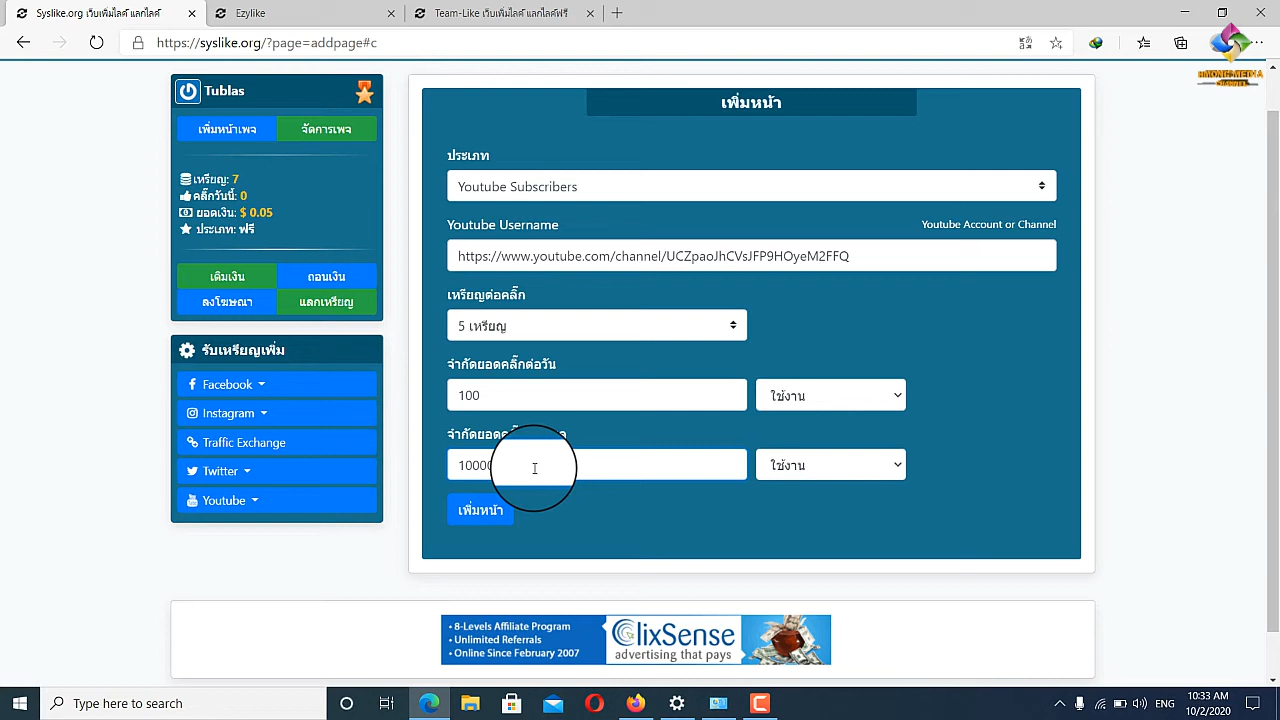 Syslike เว็บเพิ่มไลค์ แลกไลค์
Ezylike
Team-Like เว็บเพิ่มไลค์ แลกไลค์ฟรี
https://syslike.org/?page=addpage#c
HMONG MEDIA
CHANNEL
Tublas
เพิ่มหน้าเพจ
จัดการเพจ
เหรียญ: 7
คลิ๊กวันนี้: 0
ยอดเงิน: $ 0.05
ประเภท: ฟรี
เติมเงิน
ถอนเงิน
ลงโฆษณา
แลกเหรียญ
รับเหรียญเพิ่ม
Facebook
Instagram
Traffic Exchange
Twitter
Youtube
เพิ่มหน้า
ประเภท
Youtube Subscribers
Youtube Username
Youtube Account or Channel
https://www.youtube.com/channel/UCZpaoJhCVsJFP9HOyeM2FFQ
เหรียญต่อคลิ๊ก
5 เหรียญ
จำกัดยอดคลิ๊กต่อวัน
100
ใช้งาน
จำกัดยอด
10000
ใช้งาน
เพิ่มหน้า
• 8-Levels Affiliate Program
• Unlimited Referrals
• Online Since February 2007
ClixSense
advertising that pays
Type here to search
ENG
10:33 AM
10/2/2020